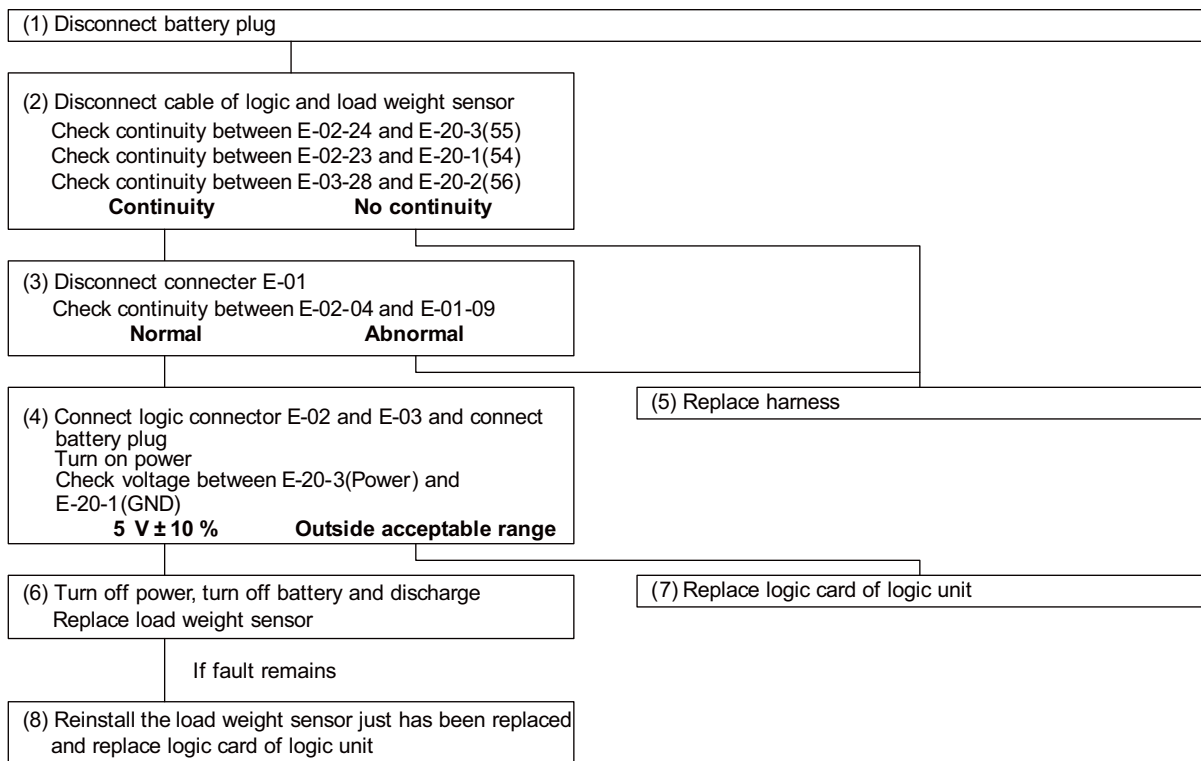 (1) Disconnect battery plug
(2) Disconnect cable of logic and load weight sensor
Check continuity between E-02-24 and E-20-3(55)
Check continuity between E-02-23 and E-20-1(54)
Check continuity between E-03-28 and E-20-2(56)
Continuity No continuity
(3) Disconnect connecter E-01
Check continuity between E-02-04 and E-01-09
Normal Abnormal
(4) Connect logic connector E-02 and E-03 and connect
battery plug
Turn on power
Check voltage between E-20-3(Power) and
E-20-1(GND)
5 V ± 10 % Outside acceptable range
(5) Replace harness
(6) Turn off power, turn off battery and discharge
Replace load weight sensor
(7) Replace logic card of logic unit
If fault remains
(8) Reinstall the load weight sensor just has been replaced
and replace logic card of logic unit